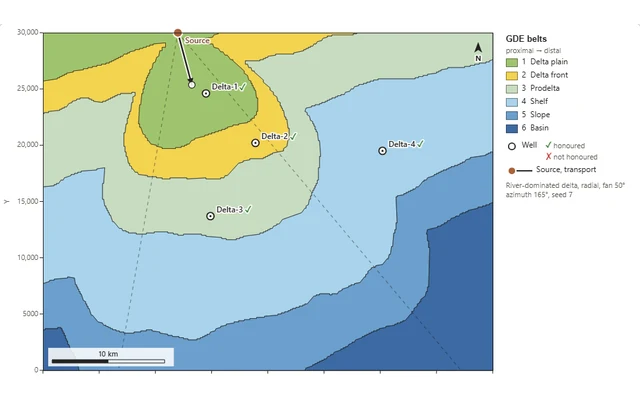 30,000
25,000
20,000
15,000
10,000
5000
0
Y
Source
Delta-1 ✓
Delta-2 ✓
Delta-3 ✓
Delta-4 ✓
N
10 km
GDE belts
proximal → distal
1 Delta plain
2 Delta front
3 Prodelta
4 Shelf
5 Slope
6 Basin
Well ✓ honoured
✗ not honoured
Source, transport
River-dominated delta, radial, fan 50°
azimuth 165°, seed 7